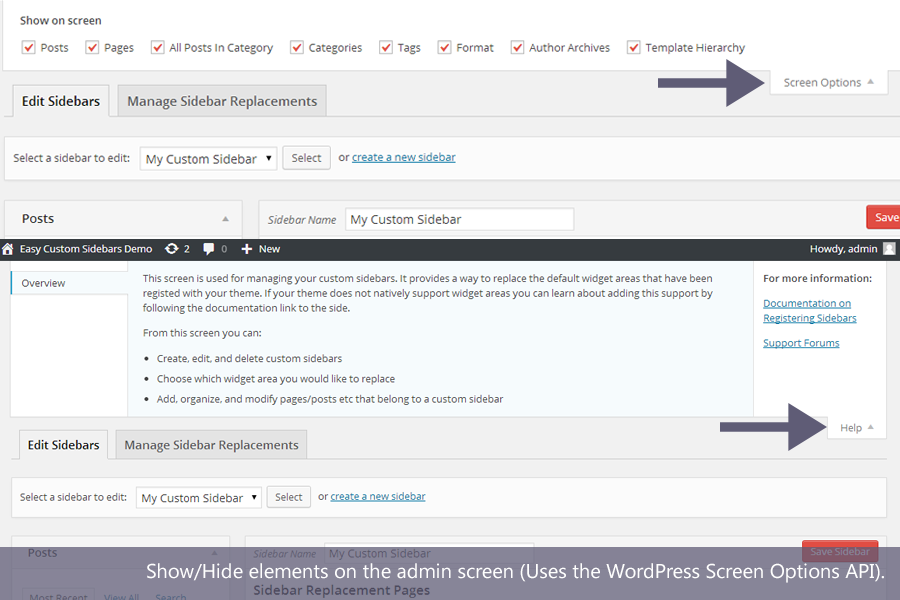 Show on screen
Posts Pages All Posts In Category Categories Tags Format Author Archives Template Hierarchy
Screen Options
Edit Sidebars Manage Sidebar Replacements
Select a sidebar to edit: My Custom Sidebar Select or create a new sidebar
Posts
Sidebar Name My Custom Sidebar Save
Easy Custom Sidebars Demo 2 0 New Howdy, admin
Overview
This screen is used for managing your custom sidebars. It provides a way to replace the default widget areas that have been
registed with your theme. If your theme does not natively support widget areas you can learn about adding this support by
following the documentation link to the side.
From this screen you can:
Create, edit, and delete custom sidebars
Choose which widget area you would like to replace
Add, organize, and modify pages/posts etc that belong to a custom sidebar
For more information:
Documentation on
Registering Sidebars
Support Forums
Help
Edit Sidebars Manage Sidebar Replacements
Select a sidebar to edit: My Custom Sidebar Select or create a new sidebar
Posts
Sidebar Name My Custom Sidebar Save Sidebar
Show/Hide elements on the admin screen (Uses the WordPress Screen Options API).
Sidebar Replacement Pages
Most Recent View All Search